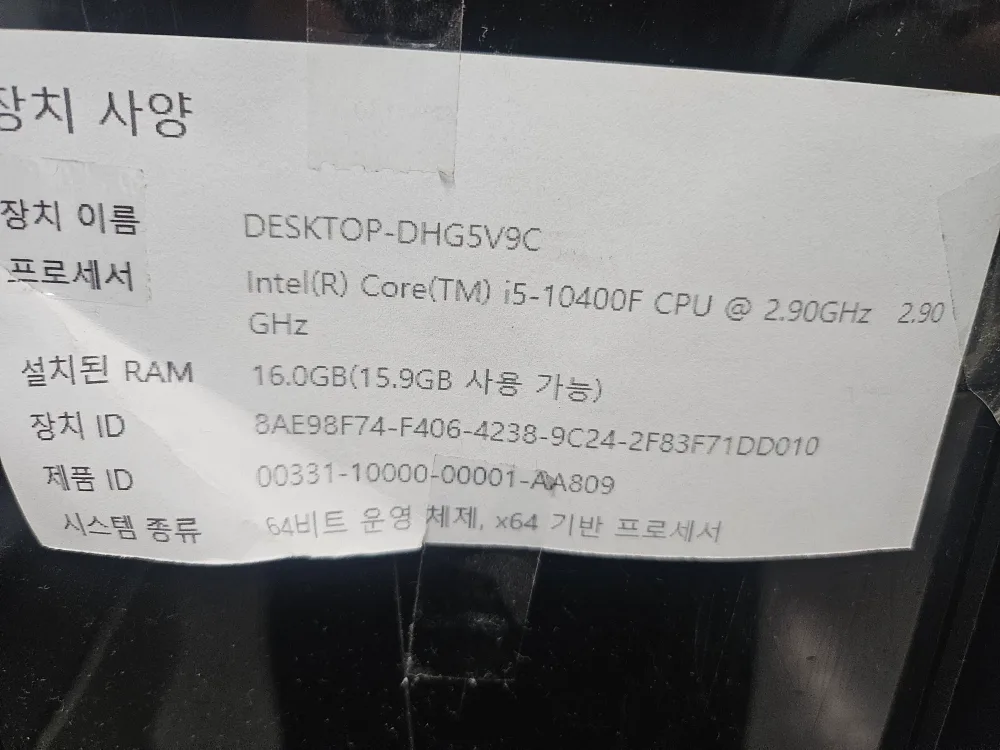 장치 사양
장치 이름 DESKTOP-DHG5V9C
프로세서 Intel(R) Core(TM) i5-10400F CPU @ 2.90GHz 2.90
GHz
설치된 RAM 16.0GB(15.9GB 사용 가능)
장치 ID 8AE98F74-F406-4238-9C24-2F83F71DD010
제품 ID 00331-10000-00001-AA809
시스템 종류 64비트 운영 체제, x64 기반 프로세서